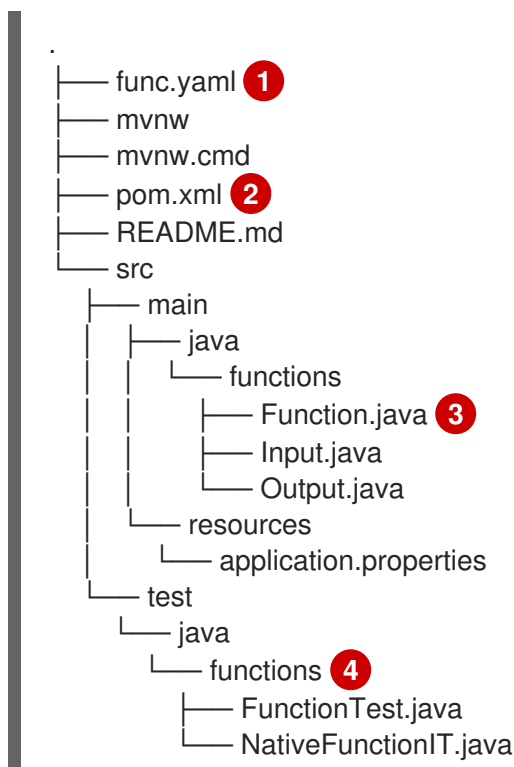 .
├── func.yaml 1
├── mvnw
├── mvnw.cmd
├── pom.xml 2
├── README.md
└── src
    ├── main
    │   ├── java
    │   │   └── functions
    │   │       ├── Function.java 3
    │   │       ├── Input.java
    │   │       └── Output.java
    │   └── resources
    │       └── application.properties
    └── test
        └── java
            └── functions 4
                ├── FunctionTest.java
                └── NativeFunctionIT.java